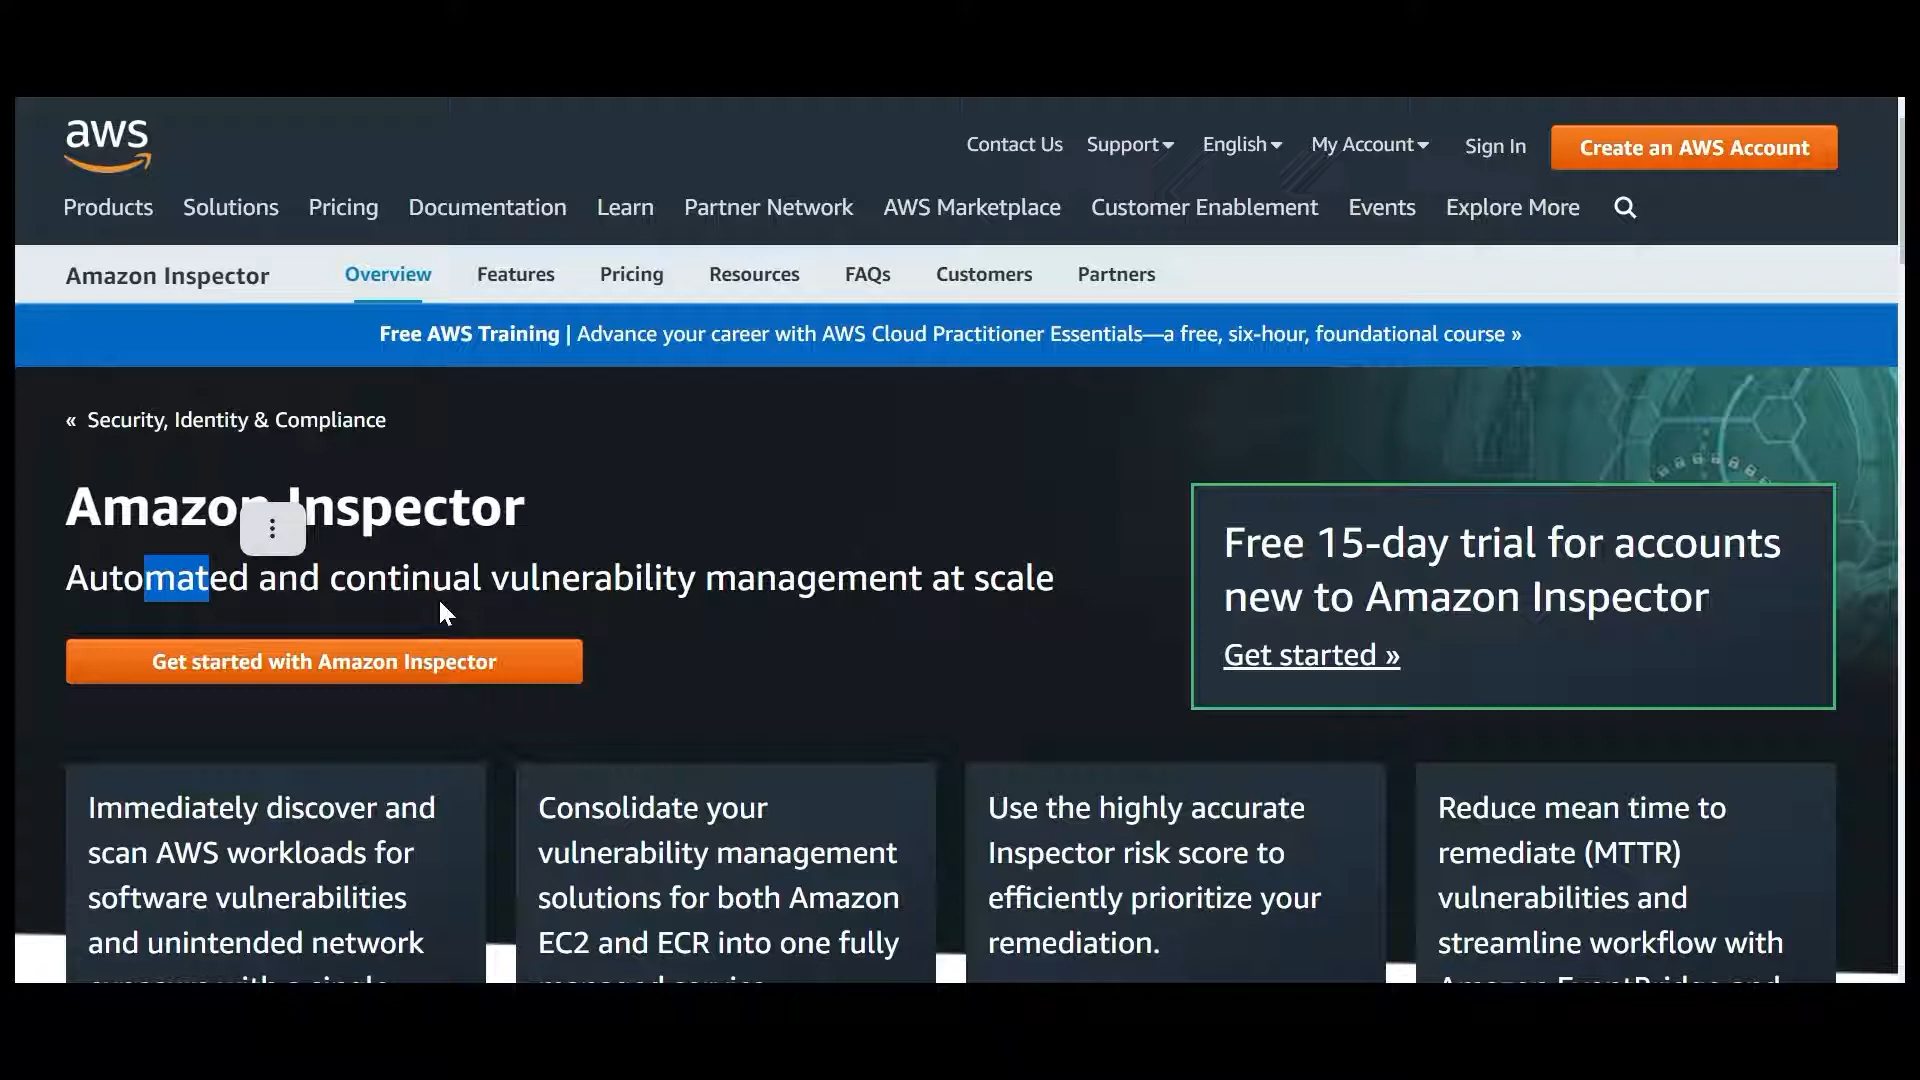 aws
Contact Us Support English My Account Sign In Create an AWS Account
Products Solutions Pricing Documentation Learn Partner Network AWS Marketplace Customer Enablement Events Explore More
Amazon Inspector Overview Features Pricing Resources FAQs Customers Partners
Free AWS Training | Advance your career with AWS Cloud Practitioner Essentials—a free, six-hour, foundational course »
« Security, Identity & Compliance
Amazon Inspector
Automated and continual vulnerability management at scale
Get started with Amazon Inspector
Free 15-day trial for accounts
new to Amazon Inspector
Get started »
Immediately discover and
scan AWS workloads for
software vulnerabilities
and unintended network
Consolidate your
vulnerability management
solutions for both Amazon
EC2 and ECR into one fully
managed service
Use the highly accurate
Inspector risk score to
efficiently prioritize your
remediation.
Reduce mean time to
remediate (MTTR)
vulnerabilities and
streamline workflow with
Amazon EventBridge and